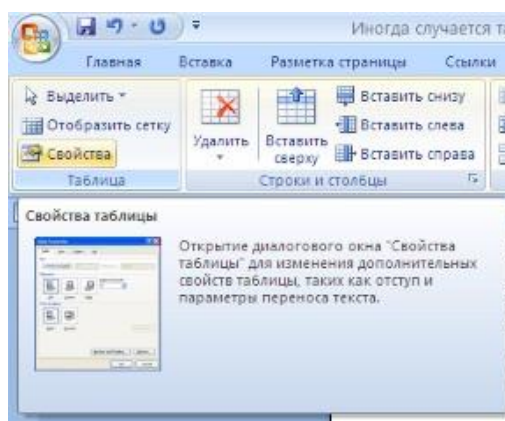 Иногда случается т
Главная Вставка Разметка страницы Ссылки
Выделить
Отобразить сетку
Свойства
Таблица
Удалить
Вставить сверху
Вставить снизу
Вставить слева
Вставить справа
Строки и столбцы
Свойства таблицы
Открытие диалогового окна "Свойства
таблицы" для изменения дополнительных
свойств таблицы, таких как отступ и
параметры переноса текста.